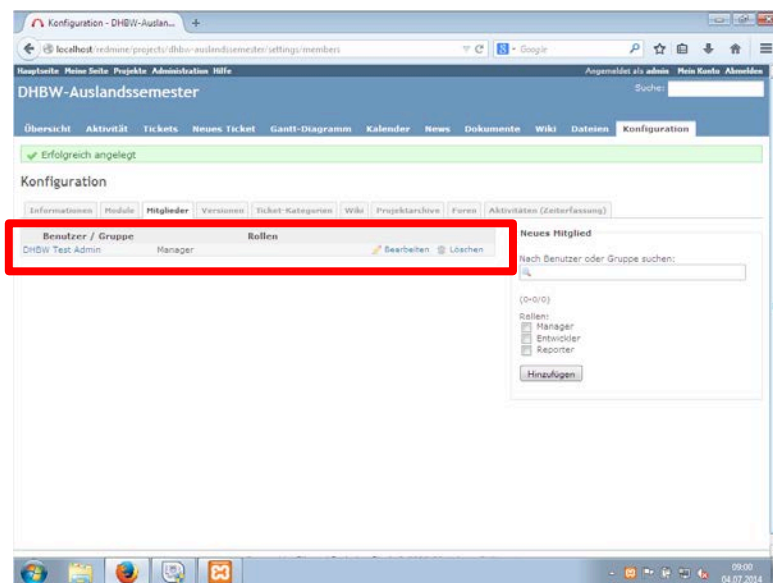 Konfiguration - DHBW-Auslan...
localhost/redmine/projects/dhbw-auslandssemester/settings/members
Google
Hauptseite Meine Seite Projekte Administration Hilfe
Angemeldet als admin Mein Konto Abmelden
DHBW-Auslandssemester
Suche:
Übersicht Aktivität Tickets Neues Ticket Gantt-Diagramm Kalender News Dokumente Wiki Dateien Konfiguration
Erfolgreich angelegt
Konfiguration
Informationen Module Mitglieder Versionen Ticket-Kategorien Wiki Projektarchive Foren Aktivitäten (Zeiterfassung)
Benutzer / Gruppe Rollen
DHBW Test Admin Manager Bearbeiten Löschen
Neues Mitglied
Nach Benutzer oder Gruppe suchen:
(0-0/0)
Rollen:
Manager
Entwickler
Reporter
Hinzufügen
09:00
04.07.2014